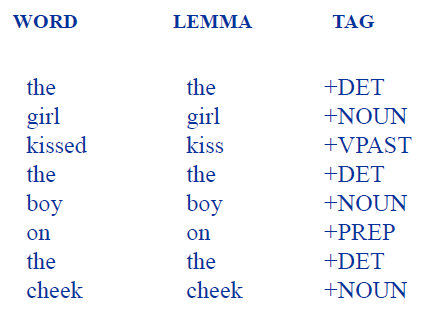 WORD LEMMA TAG
the the +DET
girl girl +NOUN
kissed kiss +VPAST
the the +DET
boy boy +NOUN
on on +PREP
the the +DET
cheek cheek +NOUN